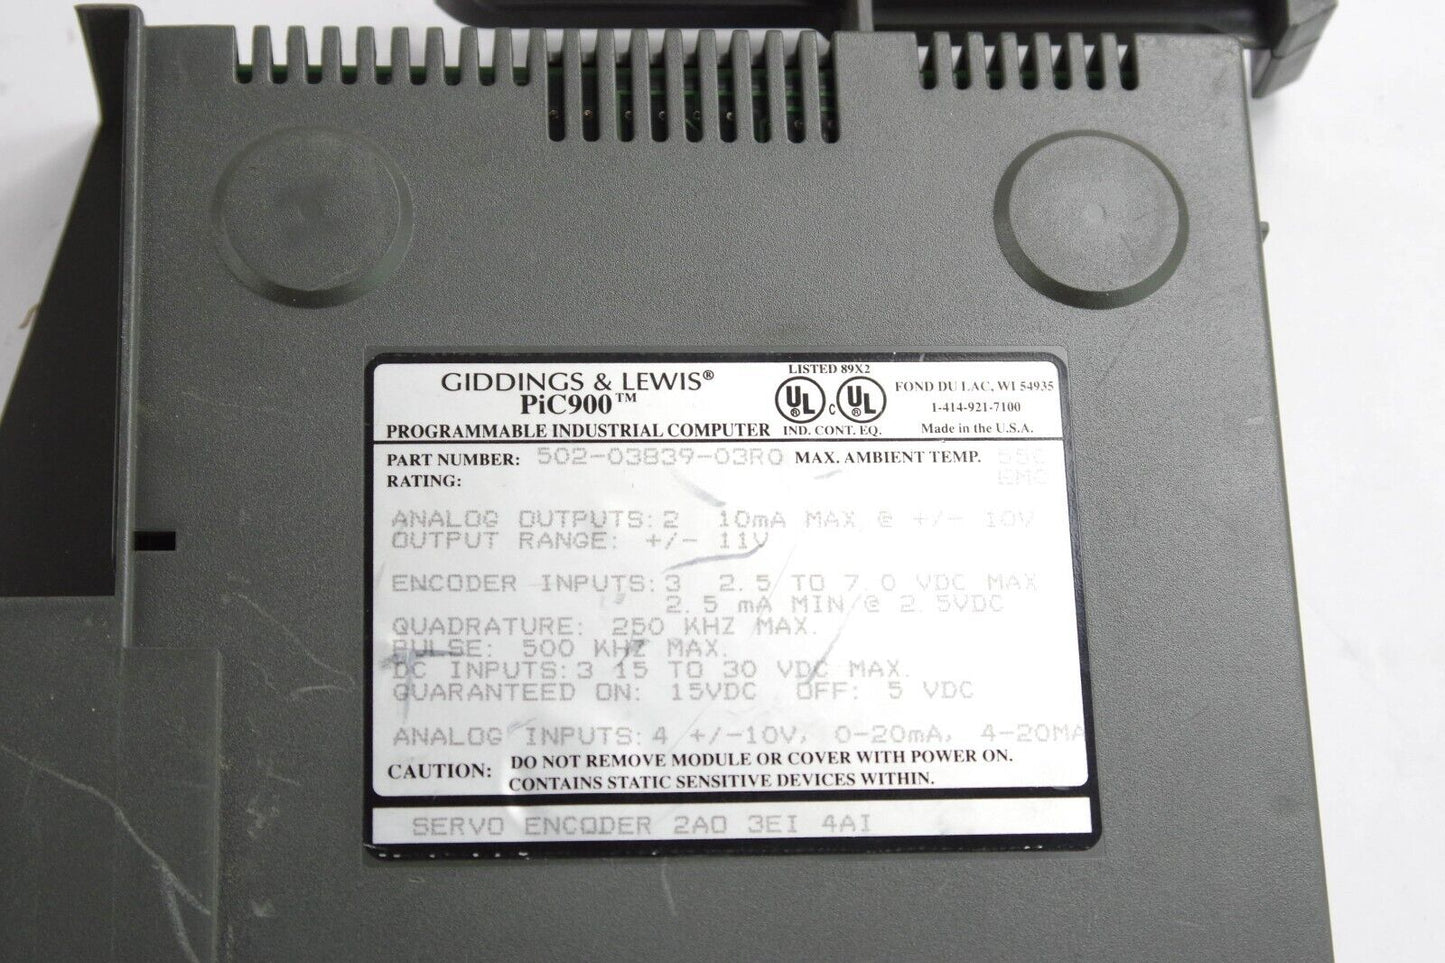 GIDDINGS & LEWIS®
PiC900™
PROGRAMMABLE INDUSTRIAL COMPUTER
LISTED 89X2
UL C UL
IND. CONT. EQ.
FOND DU LAC, WI 54935
1-414-921-7100
Made in the U.S.A.
PART NUMBER: 502-03839-03R0 MAX. AMBIENT TEMP. 55C
RATING: EMC
ANALOG OUTPUTS: 2 10mA MAX @ +/- 10V
OUTPUT RANGE: +/- 11V
ENCODER INPUTS: 3 2.5 TO 7.0 VDC MAX
2.5 mA MIN @ 2.5VDC
QUADRATURE: 250 KHZ MAX.
PULSE: 500 KHZ MAX.
DC INPUTS: 3 15 TO 30 VDC MAX.
GUARANTEED ON: 15VDC OFF: 5 VDC
ANALOG INPUTS: 4 +/-10V, 0-20mA, 4-20MA
CAUTION: DO NOT REMOVE MODULE OR COVER WITH POWER ON.
CONTAINS STATIC SENSITIVE DEVICES WITHIN.
SERVO ENCODER 2AO 3EI 4AI